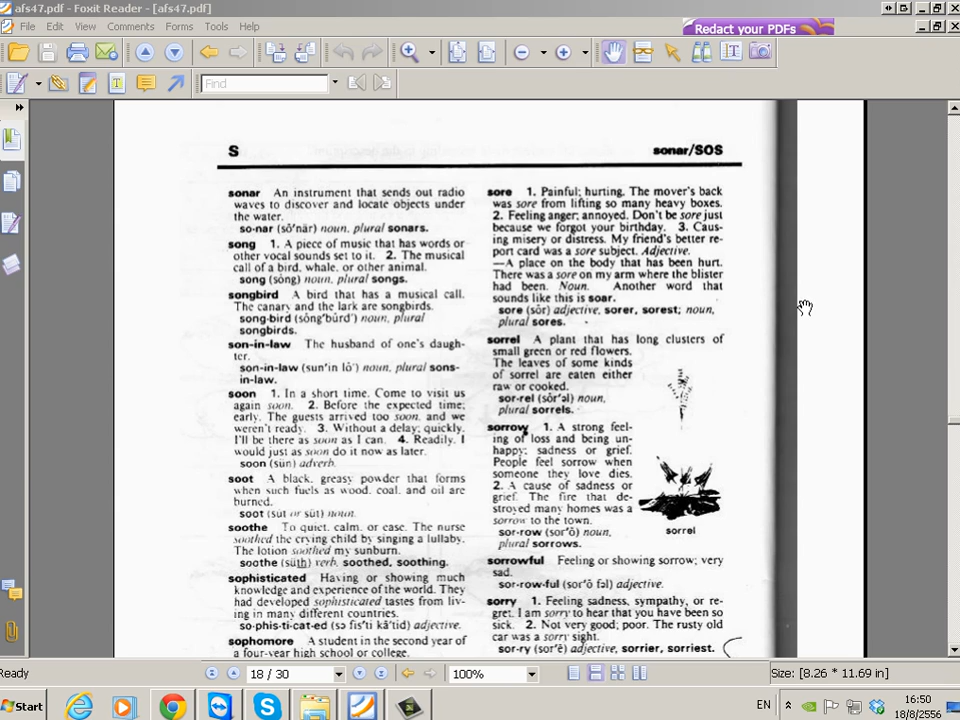 afs47.pdf - Foxit Reader - [afs47.pdf]
File Edit View Comments Forms Tools Help
Redact your PDFs
Find
S
sonar/SOS
sonar An instrument that sends out radio
waves to discover and locate objects under
the water.
so·nar (sō′när) noun, plural sonars.
song 1. A piece of music that has words or
other vocal sounds set to it. 2. The musical
call of a bird, whale, or other animal.
song (sông) noun, plural songs.
songbird A bird that has a musical call.
The canary and the lark are songbirds.
song·bird (sông′bûrd′) noun, plural
songbirds.
son-in-law The husband of one's daugh-
ter.
son-in-law (sun′in lô′) noun, plural sons-
in-law.
soon 1. In a short time. Come to visit us
again soon. 2. Before the expected time;
early. The guests arrived too soon, and we
weren't ready. 3. Without a delay; quickly.
I'll be there as soon as I can. 4. Readily. I
would just as soon do it now as later.
soon (sün) adverb.
soot A black, greasy powder that forms
when such fuels as wood, coal, and oil are
burned.
soot (sut or süt) noun.
soothe To quiet, calm, or ease. The nurse
soothed the crying child by singing a lullaby.
The lotion soothed my sunburn.
soothe (süth) verb, soothed, soothing.
sophisticated Having or showing much
knowledge and experience of the world. They
had developed sophisticated tastes from liv-
ing in many different countries.
so·phis·ti·cat·ed (sə fis′ti kā′tid) adjective.
sophomore A student in the second year of
a four-year high school or college.
sore 1. Painful; hurting. The mover's back
was sore from lifting so many heavy boxes.
2. Feeling anger; annoyed. Don't be sore just
because we forgot your birthday. 3. Caus-
ing misery or distress. My friend's better re-
port card was a sore subject. Adjective.
—A place on the body that has been hurt.
There was a sore on my arm where the blister
had been. Noun. Another word that
sounds like this is soar.
sore (sôr) adjective, sorer, sorest; noun,
plural sores.
sorrel A plant that has long clusters of
small green or red flowers.
The leaves of some kinds
of sorrel are eaten either
raw or cooked.
sor·rel (sôr′əl) noun,
plural sorrels.
sorrow 1. A strong feel-
ing of loss and being un-
happy; sadness or grief.
People feel sorrow when
someone they love dies.
2. A cause of sadness or
grief. The fire that de-
stroyed many homes was a
sorrow to the town.
sor·row (sor′ō) noun,
plural sorrows.
sorrel
sorrowful Feeling or showing sorrow; very
sad.
sor·row·ful (sor′ō fəl) adjective.
sorry 1. Feeling sadness, sympathy, or re-
gret. I am sorry to hear that you have been so
sick. 2. Not very good; poor. The rusty old
car was a sorry sight.
sor·ry (sor′ē) adjective, sorrier, sorriest.
Ready
18 / 30
100%
Size: [8.26 * 11.69 in]
Start
EN
16:50
18/8/2556